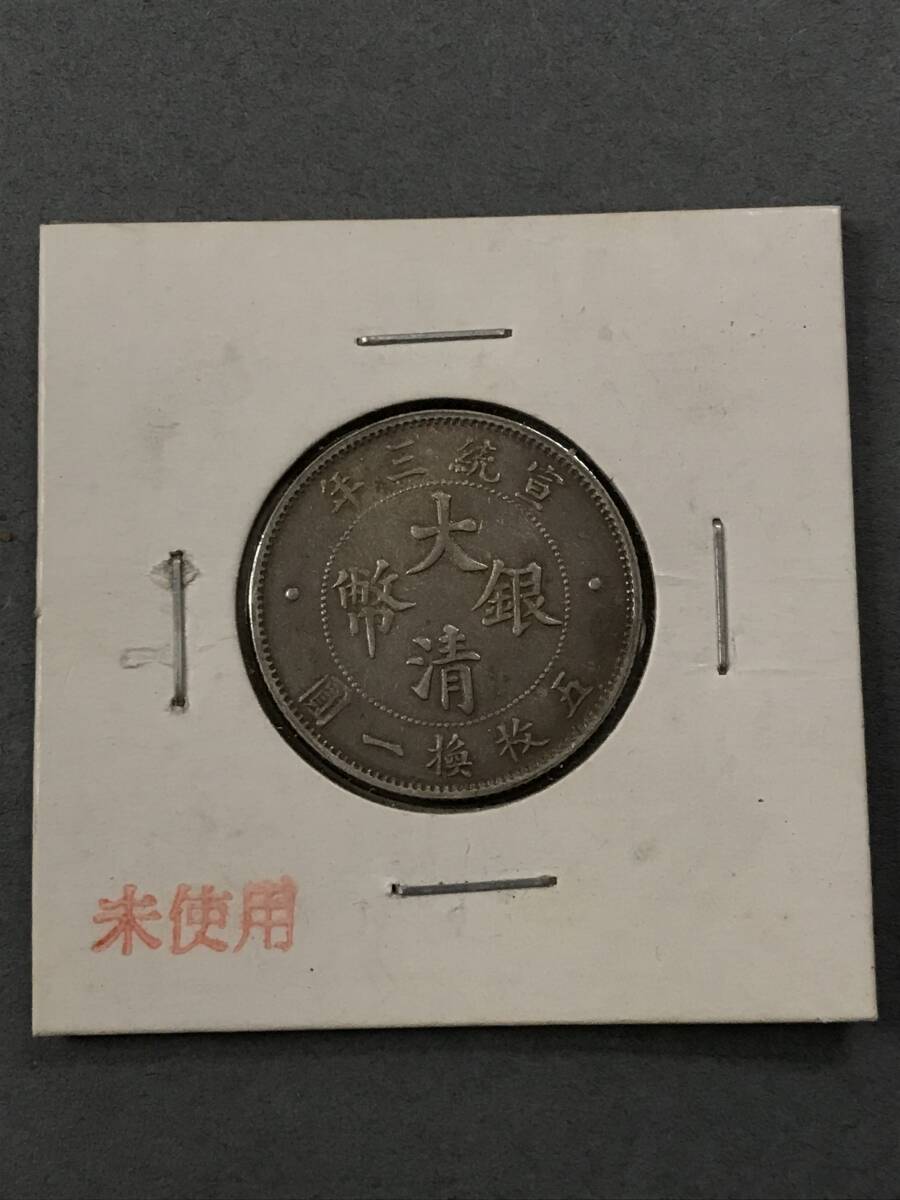 宣統三年
大清銀幣
五枚換一圓
未使用